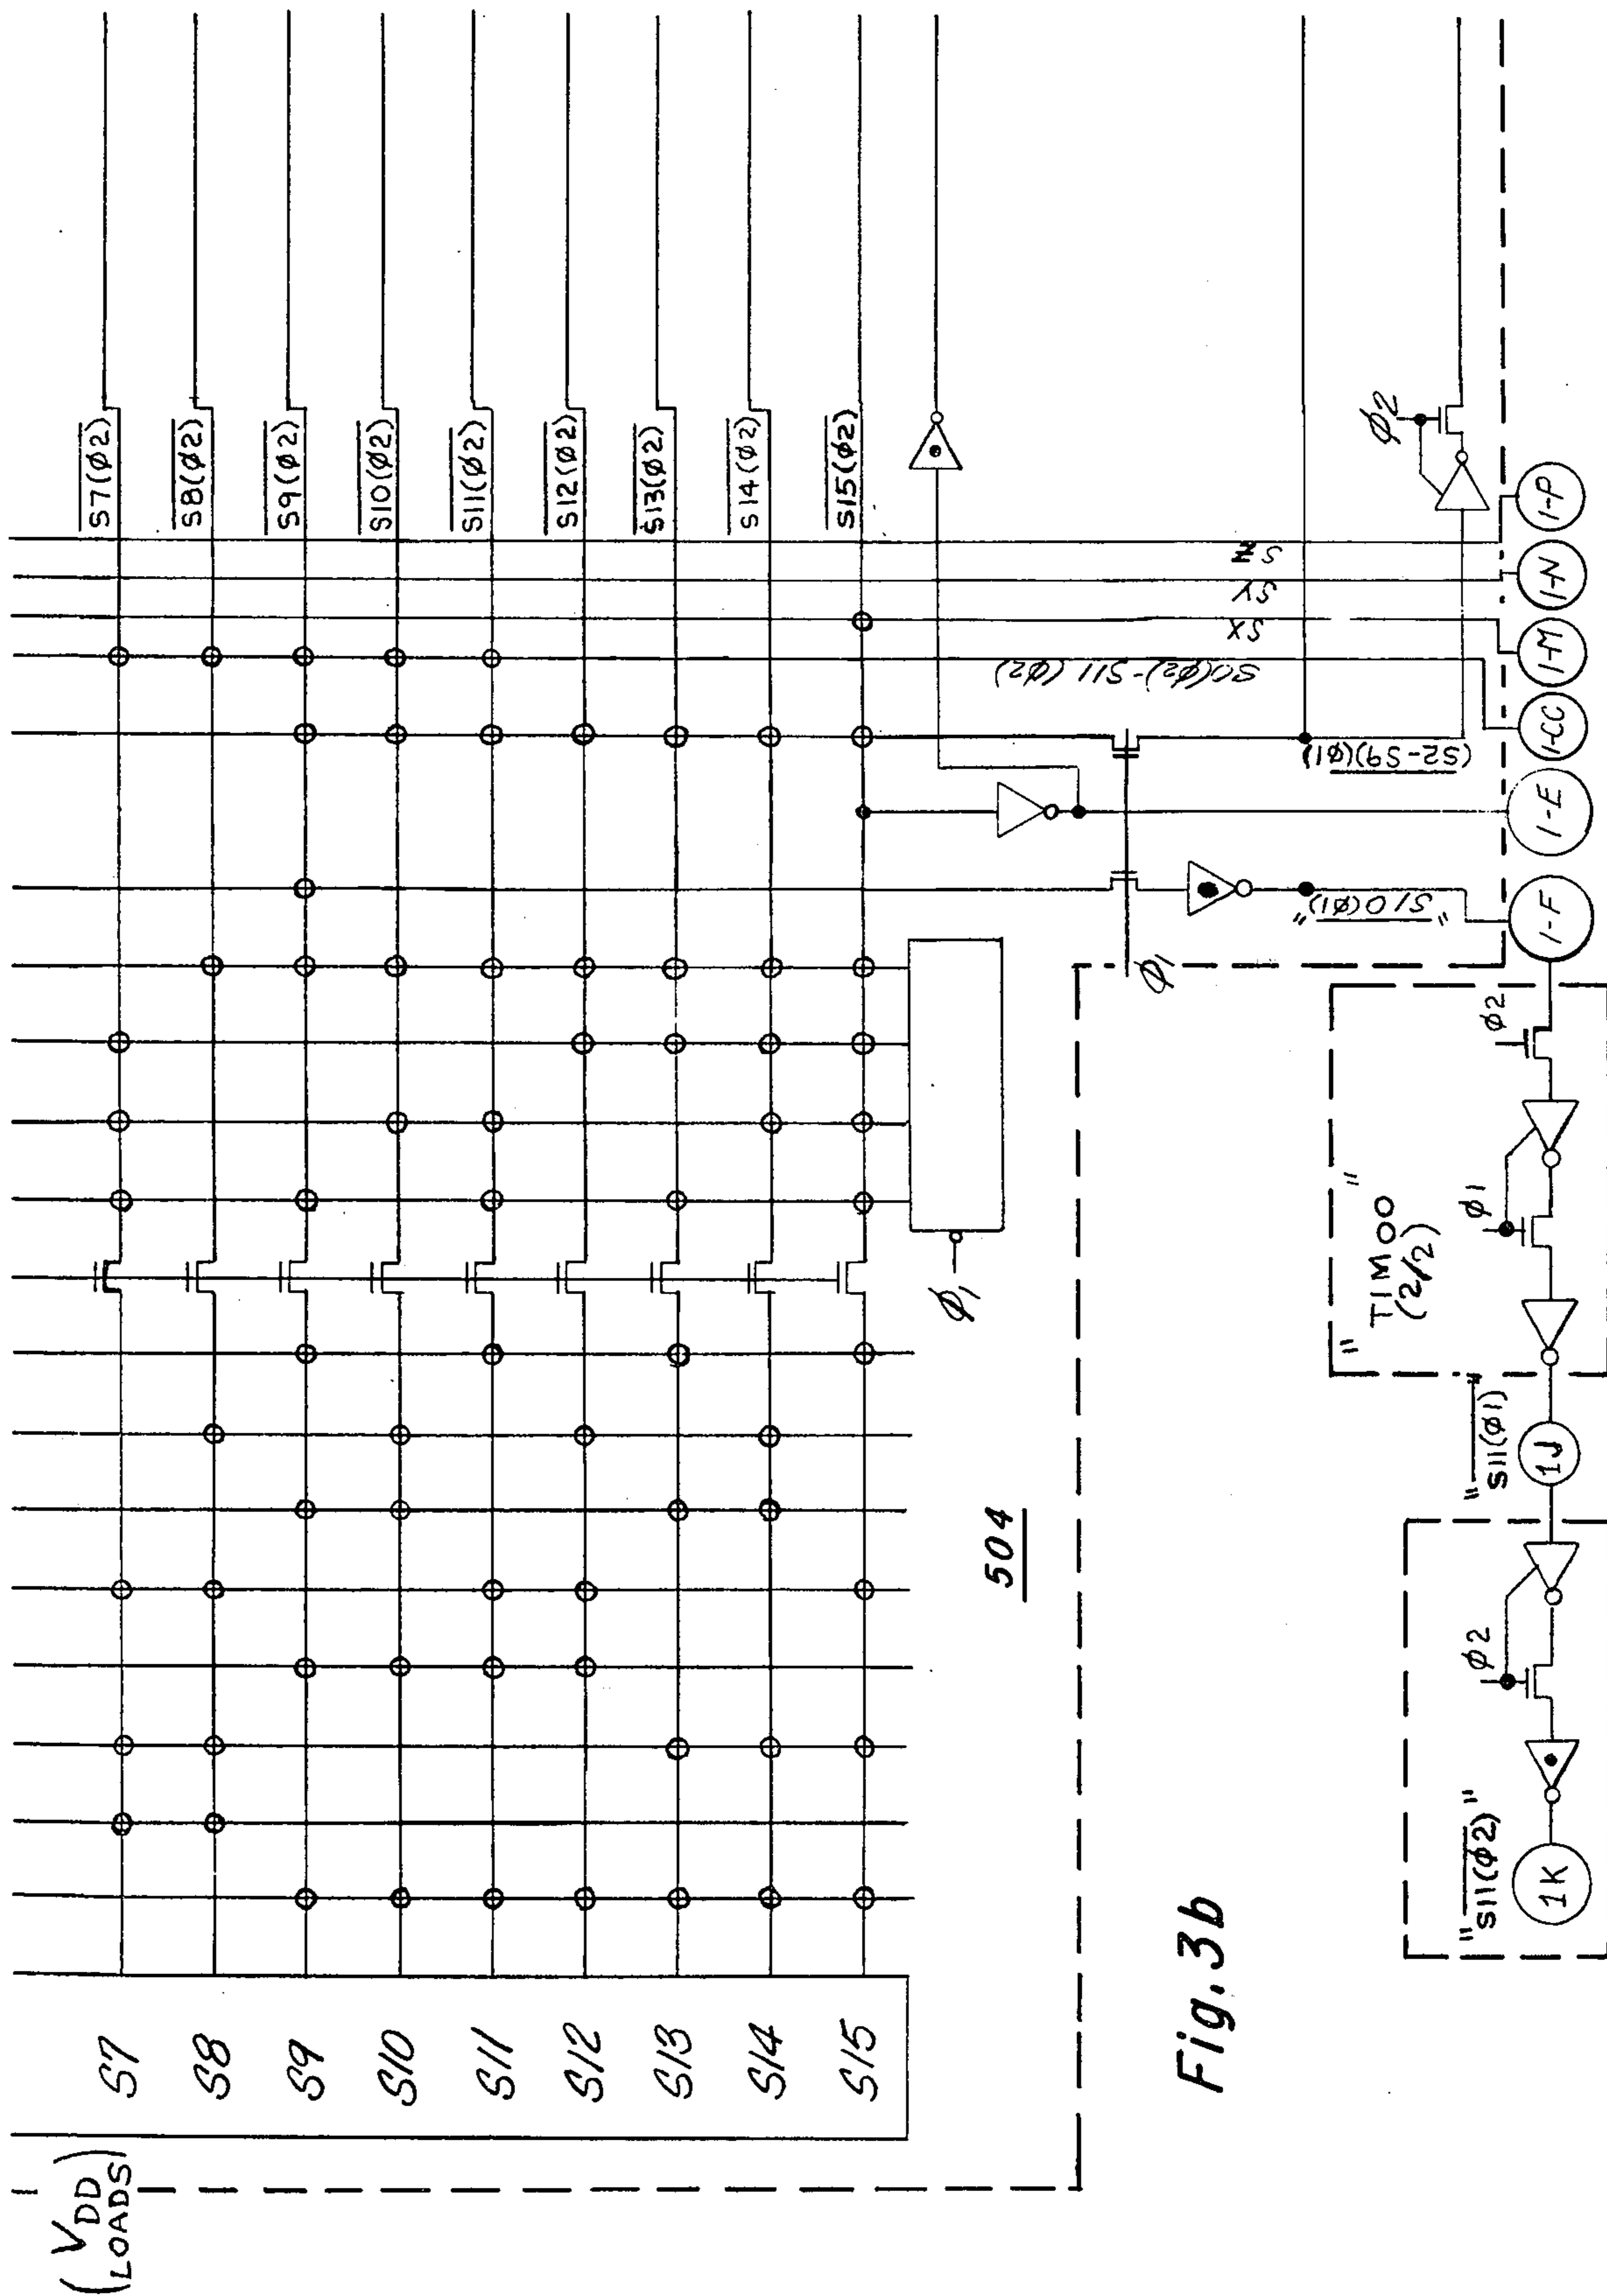 (VDD
LOADS)
S7
S8
S9
S10
S11
S12
S13
S14
S15
S7(ϕ2)
S8(ϕ2)
S9(ϕ2)
S10(ϕ2)
S11(ϕ2)
S12(ϕ2)
S13(ϕ2)
S14(ϕ2)
S15(ϕ2)
SZ
SY
SX
S0(ϕ2)-S11(ϕ2)
(S2-S9)(ϕ1)
"S10(ϕ1)"
ϕ1
ϕ1
ϕ2
504
1-P
1-N
1-M
1-CC
1-E
1-F
ϕ2
ϕ1
"TIM00"
(2/2)
"S11(ϕ1)"
1J
ϕ2
"S11(ϕ2)"
1K
Fig. 3b